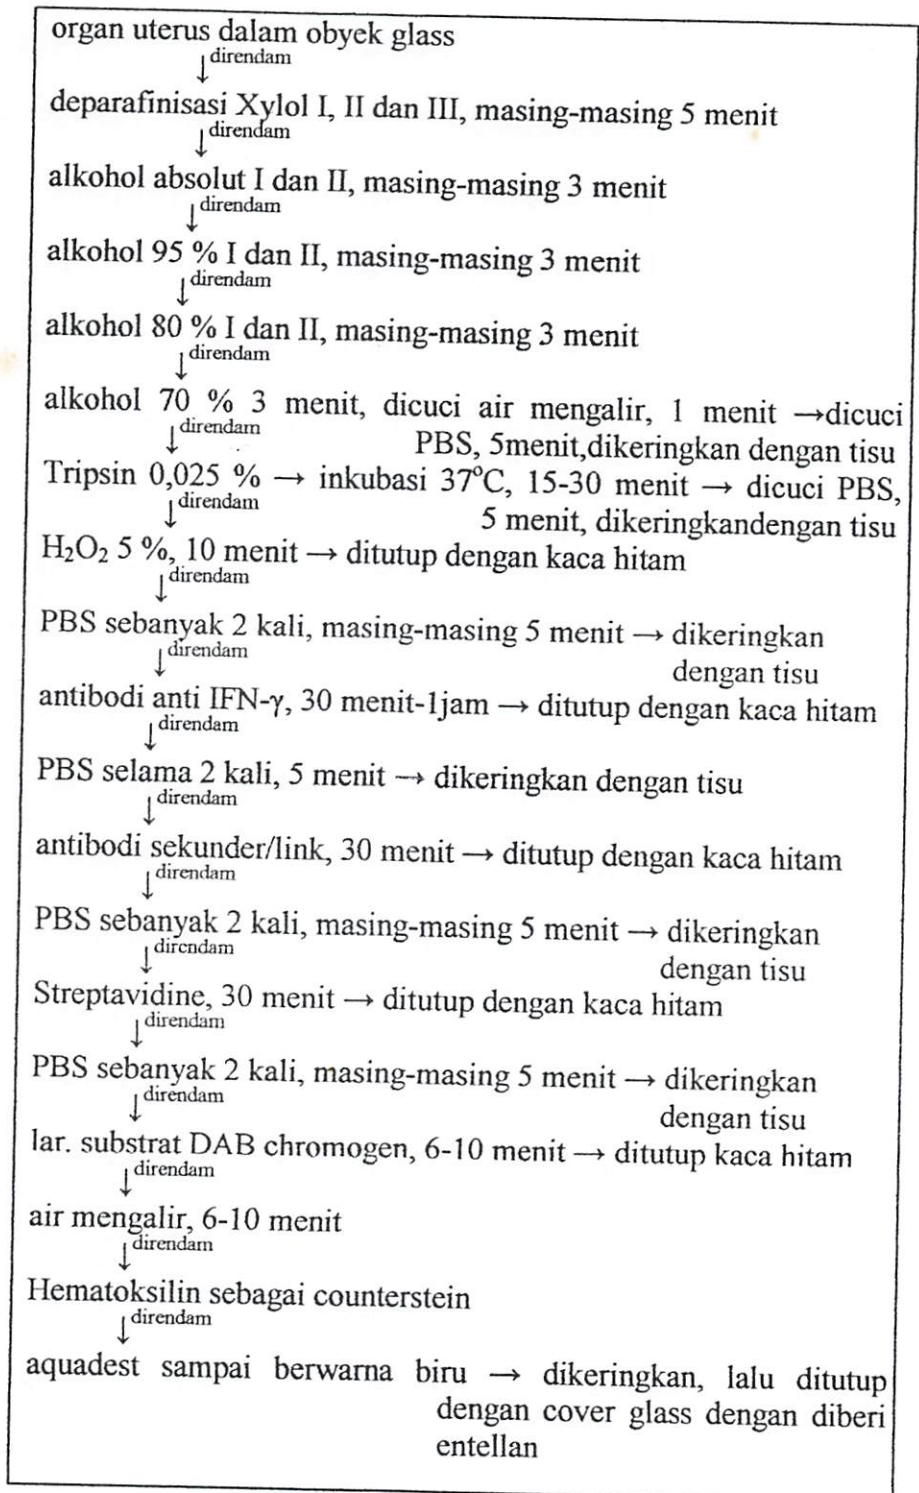 organ uterus dalam obyek glass
↓ direndam
deparafinisasi Xylol I, II dan III, masing-masing 5 menit
↓ direndam
alkohol absolut I dan II, masing-masing 3 menit
↓ direndam
alkohol 95 % I dan II, masing-masing 3 menit
↓ direndam
alkohol 80 % I dan II, masing-masing 3 menit
↓ direndam
alkohol 70 % 3 menit, dicuci air mengalir, 1 menit →dicuci
↓ direndam
PBS, 5menit,dikeringkan dengan tisu
Tripsin 0,025 % → inkubasi 37°C, 15-30 menit → dicuci PBS,
↓ direndam
5 menit, dikeringkandengan tisu
H₂O₂ 5 %, 10 menit → ditutup dengan kaca hitam
↓ direndam
PBS sebanyak 2 kali, masing-masing 5 menit → dikeringkan
↓ direndam
dengan tisu
antibodi anti IFN-γ, 30 menit-1jam → ditutup dengan kaca hitam
↓ direndam
PBS selama 2 kali, 5 menit → dikeringkan dengan tisu
↓ direndam
antibodi sekunder/link, 30 menit → ditutup dengan kaca hitam
↓ direndam
PBS sebanyak 2 kali, masing-masing 5 menit → dikeringkan
↓ direndam
dengan tisu
Streptavidine, 30 menit → ditutup dengan kaca hitam
↓ direndam
PBS sebanyak 2 kali, masing-masing 5 menit → dikeringkan
↓ direndam
dengan tisu
lar. substrat DAB chromogen, 6-10 menit → ditutup kaca hitam
↓ direndam
air mengalir, 6-10 menit
↓ direndam
Hematoksilin sebagai counterstein
↓ direndam
aquadest sampai berwarna biru → dikeringkan, lalu ditutup
dengan cover glass dengan diberi
entellan